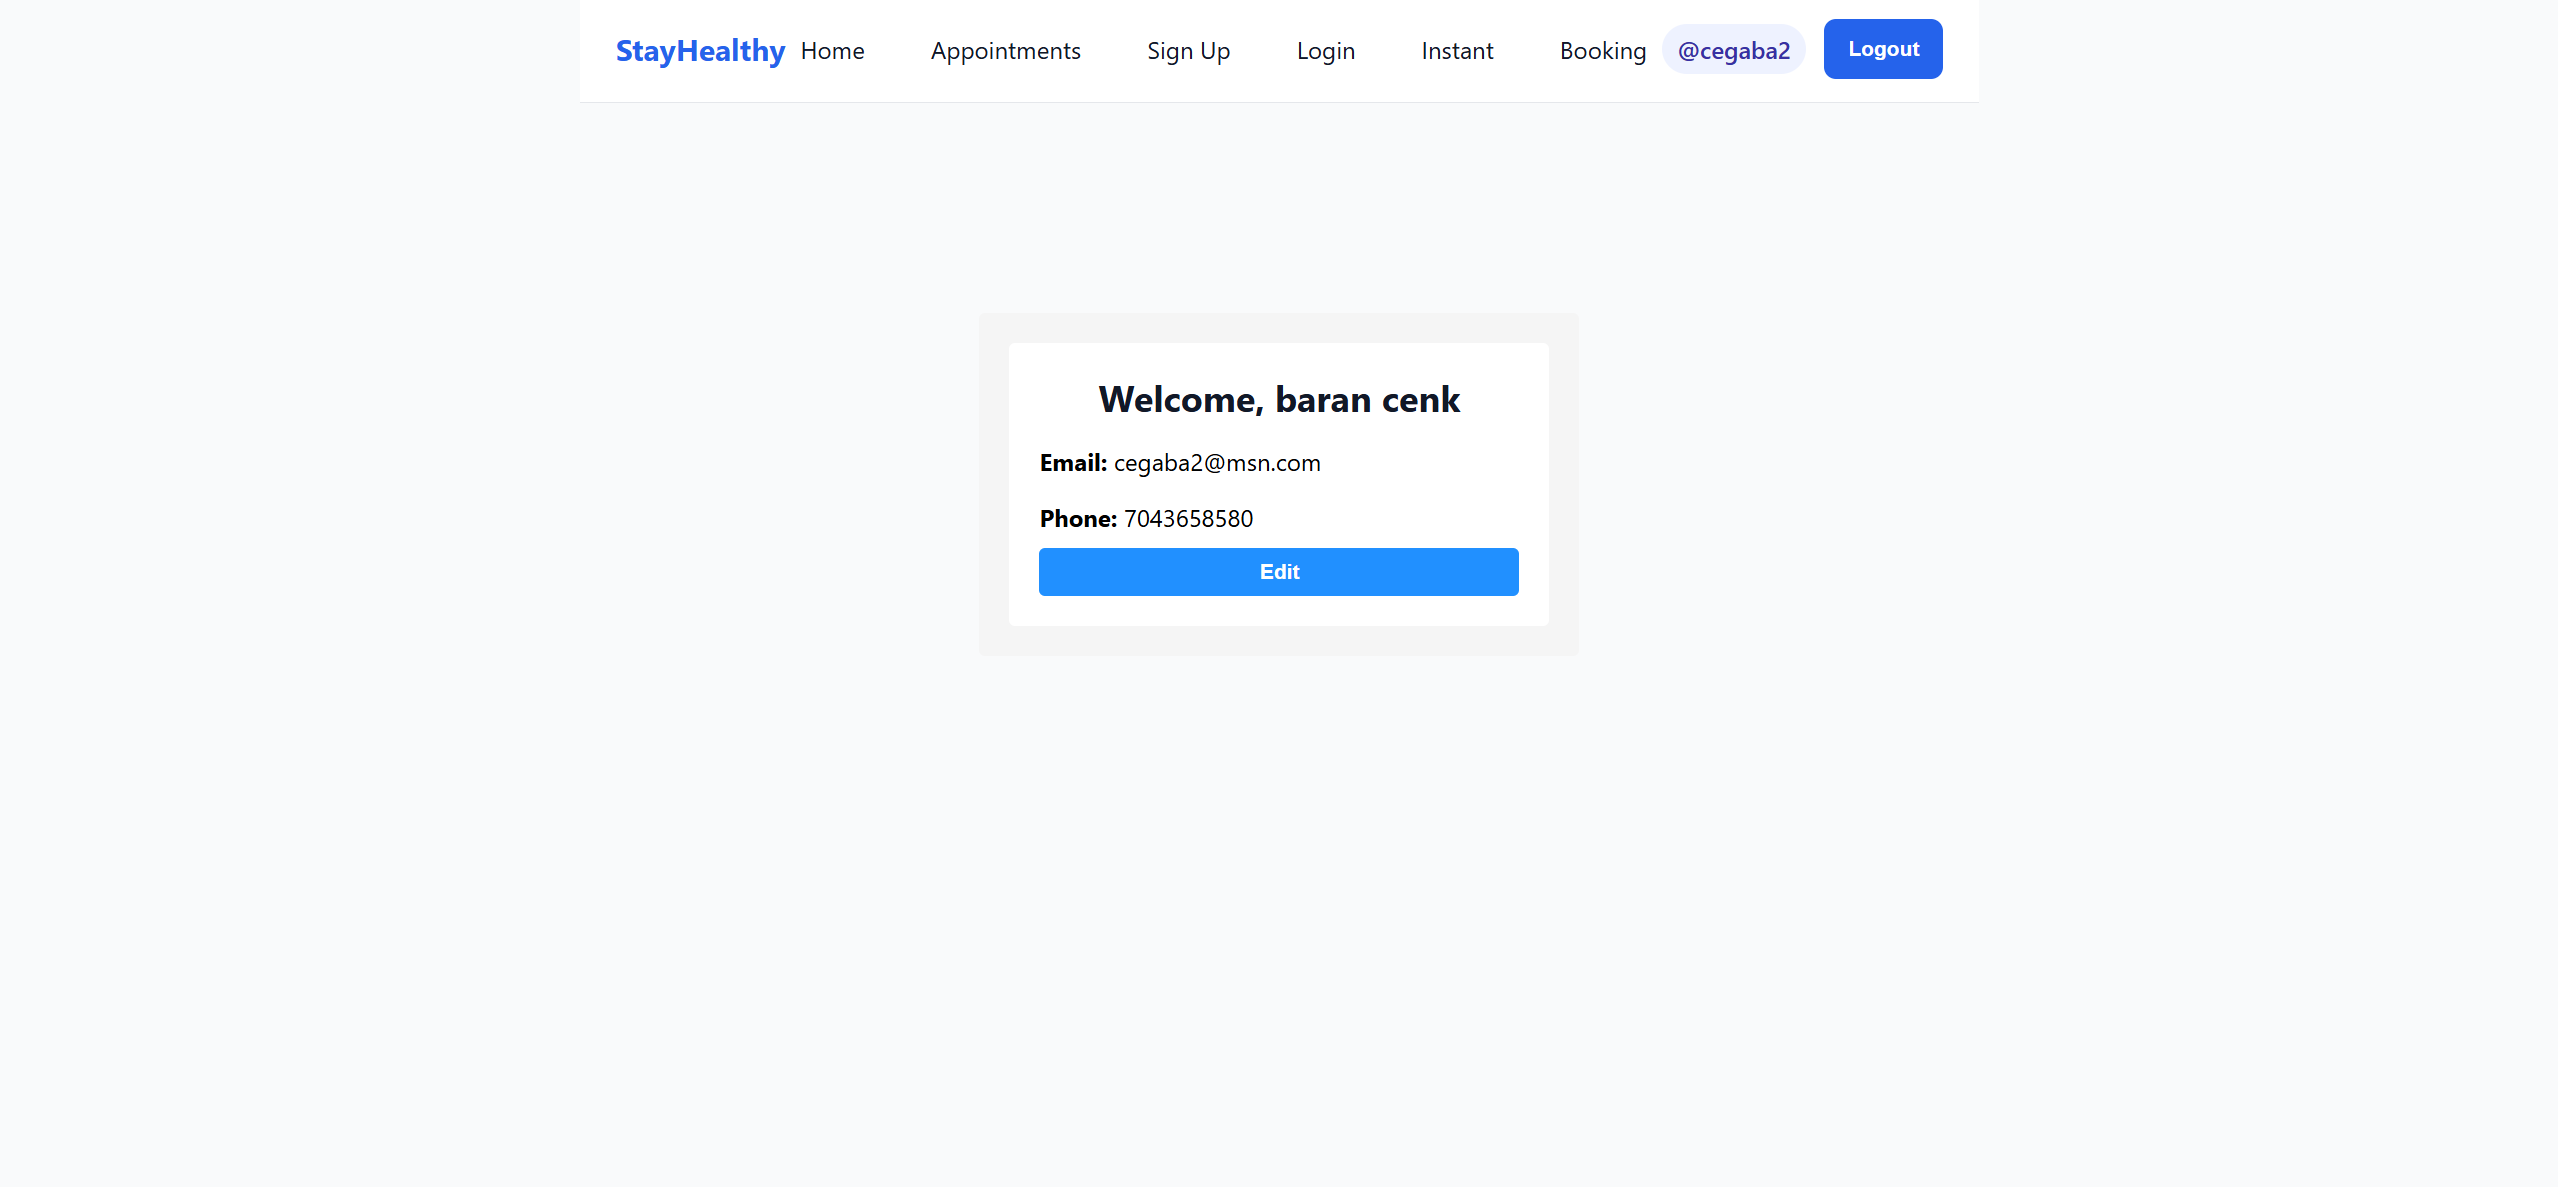 StayHealthy Home Appointments Sign Up Login Instant Booking @cegaba2 Logout
Welcome, baran cenk
Email: cegaba2@msn.com
Phone: 7043658580
Edit